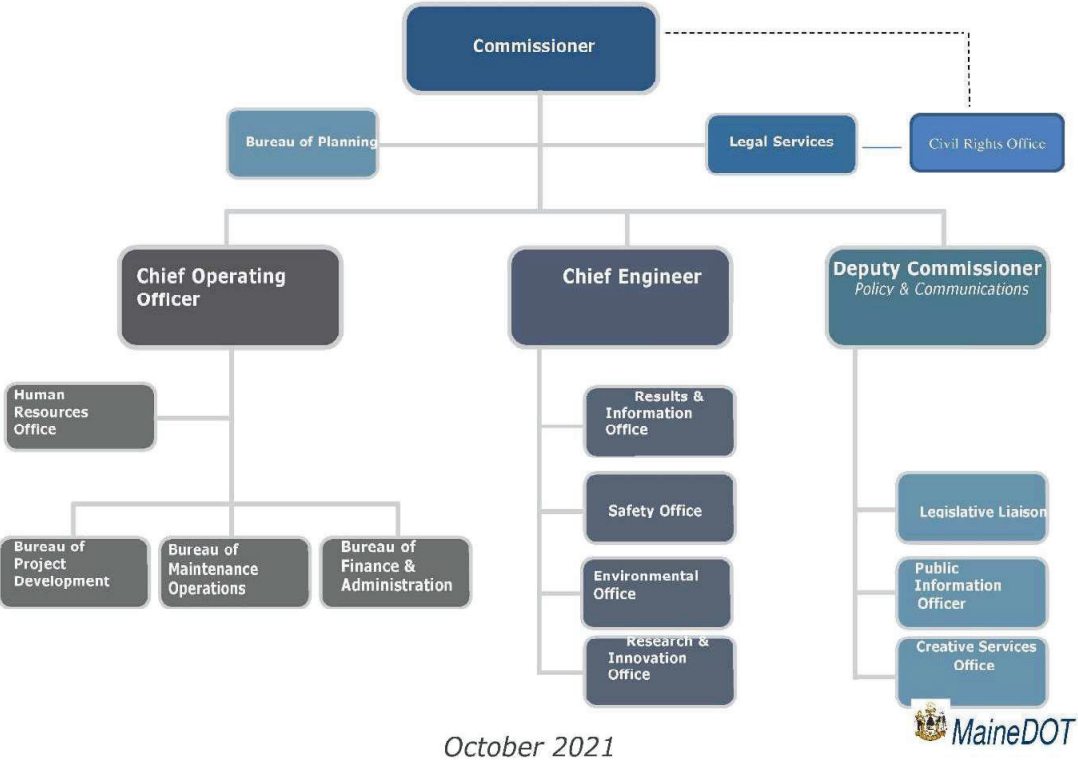 Commissioner
Bureau of Planning
Legal Services
Civil Rights Office
Chief Operating
Officer
Chief Engineer
Deputy Commissioner
Policy & Communications
Human
Resources
Office
Bureau of
Project
Development
Bureau of
Maintenance
Operations
Bureau of
Finance &
Administration
Results &
Information
Office
Safety Office
Environmental
Office
Research &
Innovation
Office
Legislative Liaison
Public
Information
Officer
Creative Services
Office
MaineDOT
October 2021